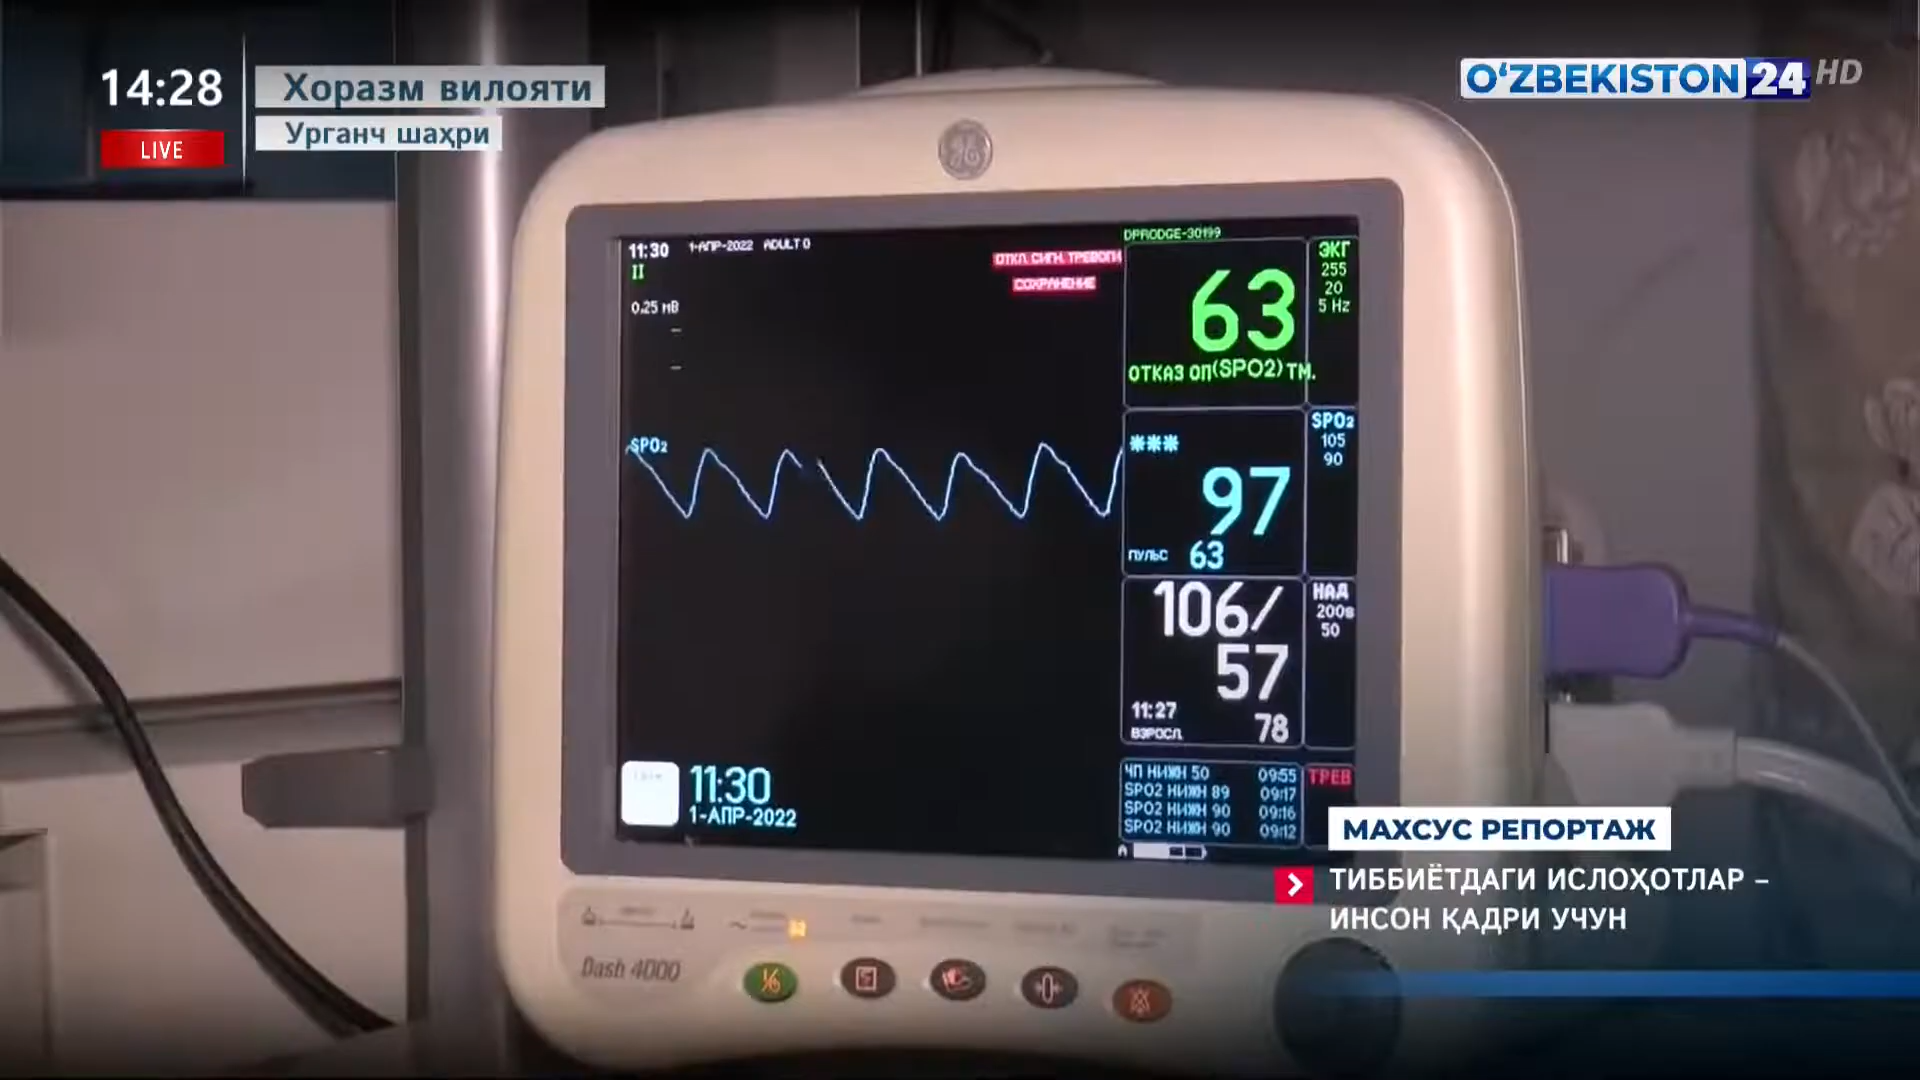 14:28
LIVE
Хоразм вилояти
Урганч шаҳри
O‘ZBEKISTON 24 HD
11:30 1-АПР-2022 ADULT 0
II
0.25 мВ
ОТКЛ. СИГН. ТРЕВОГИ
СОХРАНЕНИЕ
DPRODGE-30199
63
ОТКАЗ ОП(SPO2) ТМ.
ЭКГ
255
20
5 Hz
SPO2
***
97
ПУЛЬС 63
SPO2
105
90
106/
57
11:27
ВЗРОСЛ. 78
НАД
200s
50
11:30
1-АПР-2022
ЧП НИЖН 50 09:55
SPO2 НИЖН 89 09:17
SPO2 НИЖН 90 09:16
SPO2 НИЖН 90 09:12
ТРЕВ
Dash 4000
МАХСУС РЕПОРТАЖ
ТИББИЁТДАГИ ИСЛОҲОТЛАР –
ИНСОН ҚАДРИ УЧУН